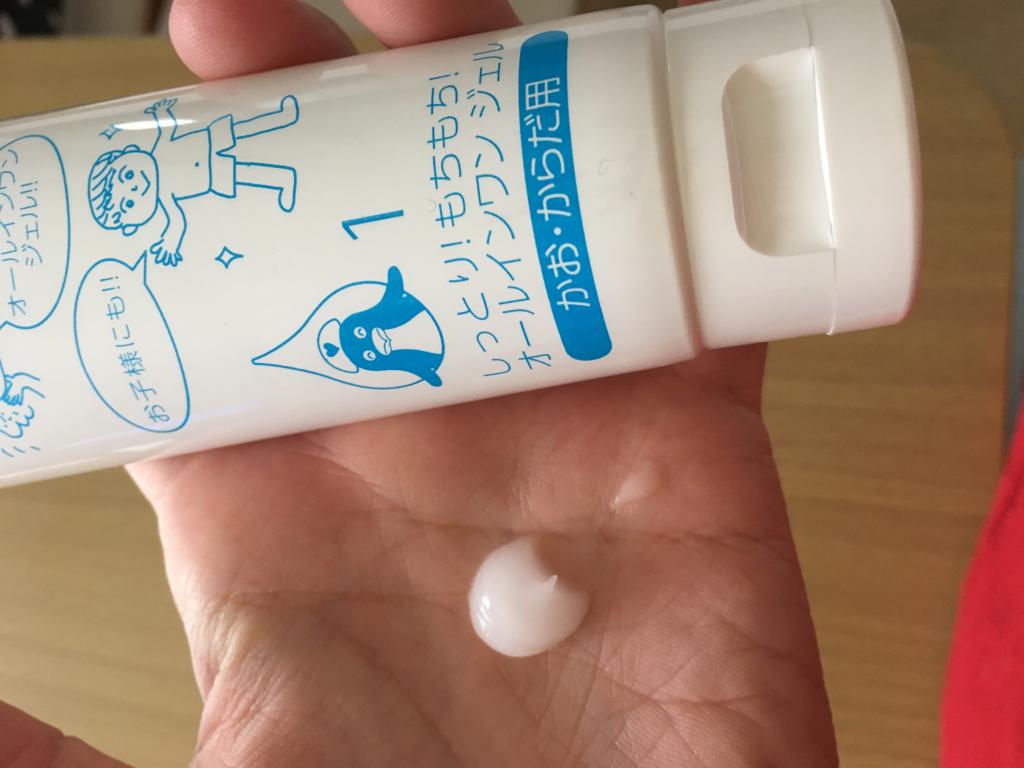 オールインワン
ジェル!!
お子様にも!!
1
しっとり!もちもち!
オールインワン ジェル
かお・からだ用